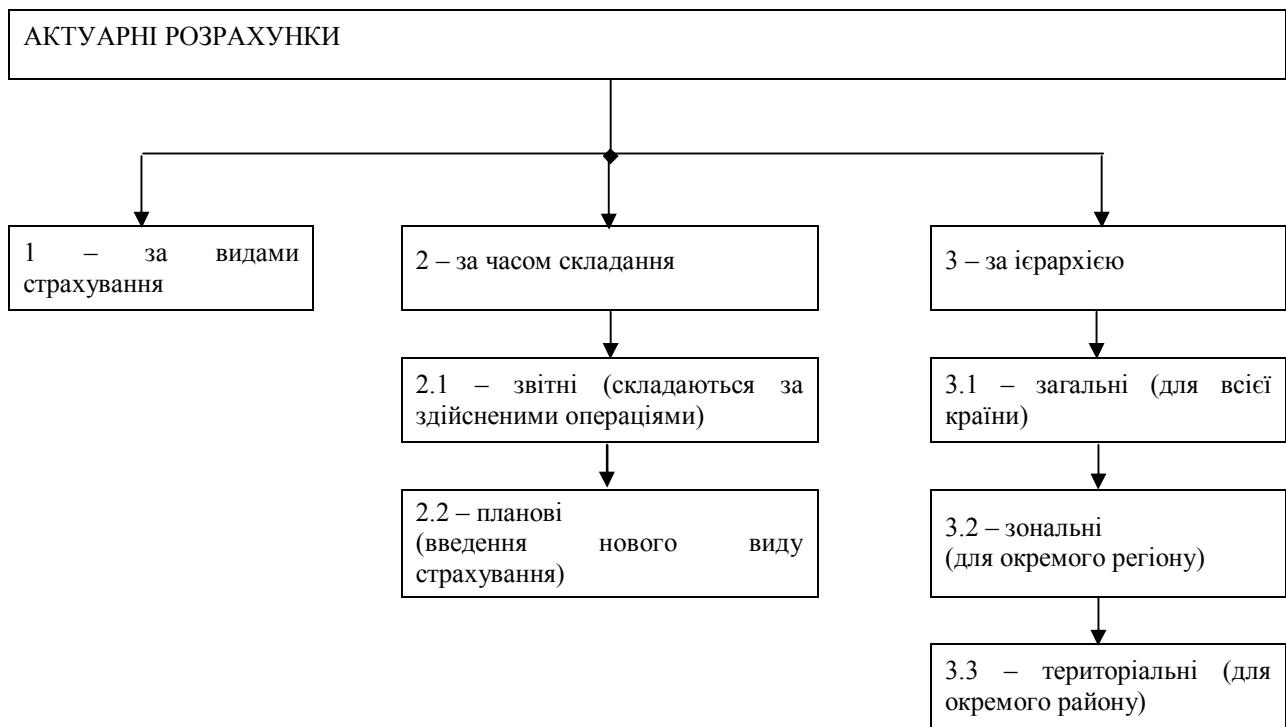 АКТУАРНІ РОЗРАХУНКИ
1 – за видами
страхування
2 – за часом складання
3 – за ієрархією
2.1 – звітні (складаються за
здійсненими операціями)
3.1 – загальні (для всієї
країни)
2.2 – планові
(введення нового виду
страхування)
3.2 – зональні
(для окремого регіону)
3.3 – територіальні (для
окремого району)